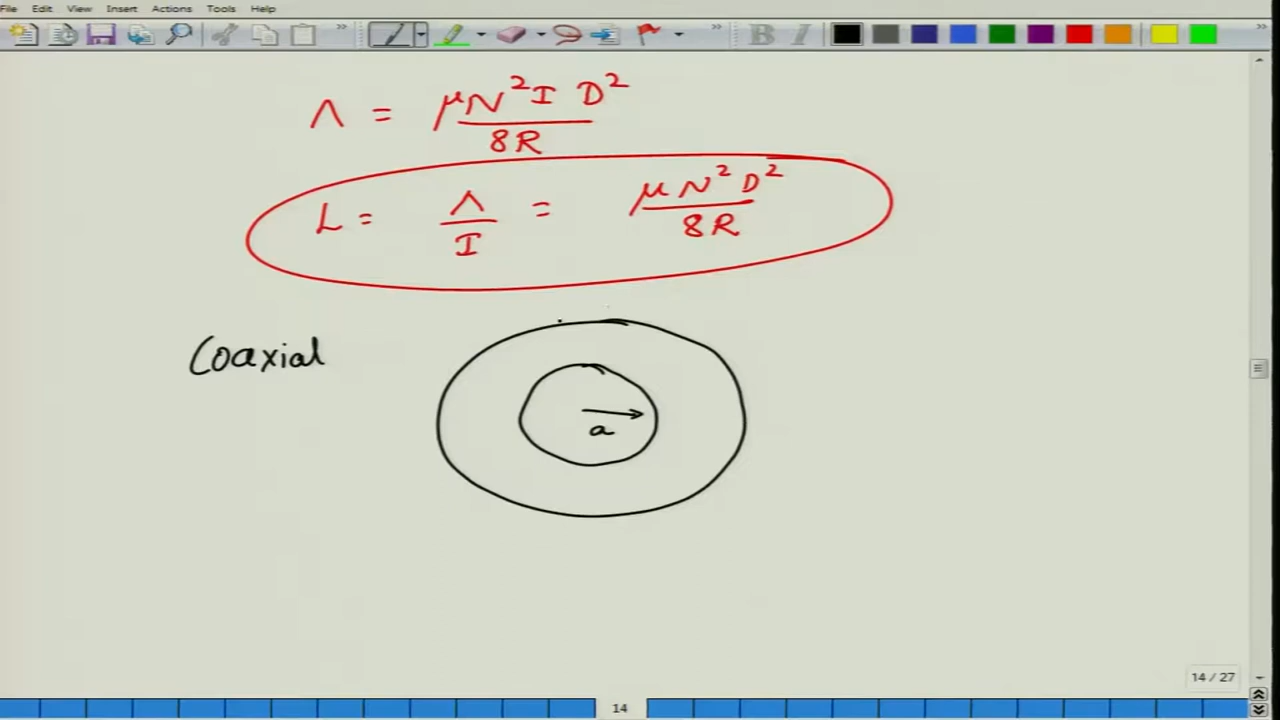 File Edit View Insert Actions Tools Help
B I
Λ = μN²I D² / 8R
L = Λ / I = μN²D² / 8R
Coaxial
a
14 / 27
14